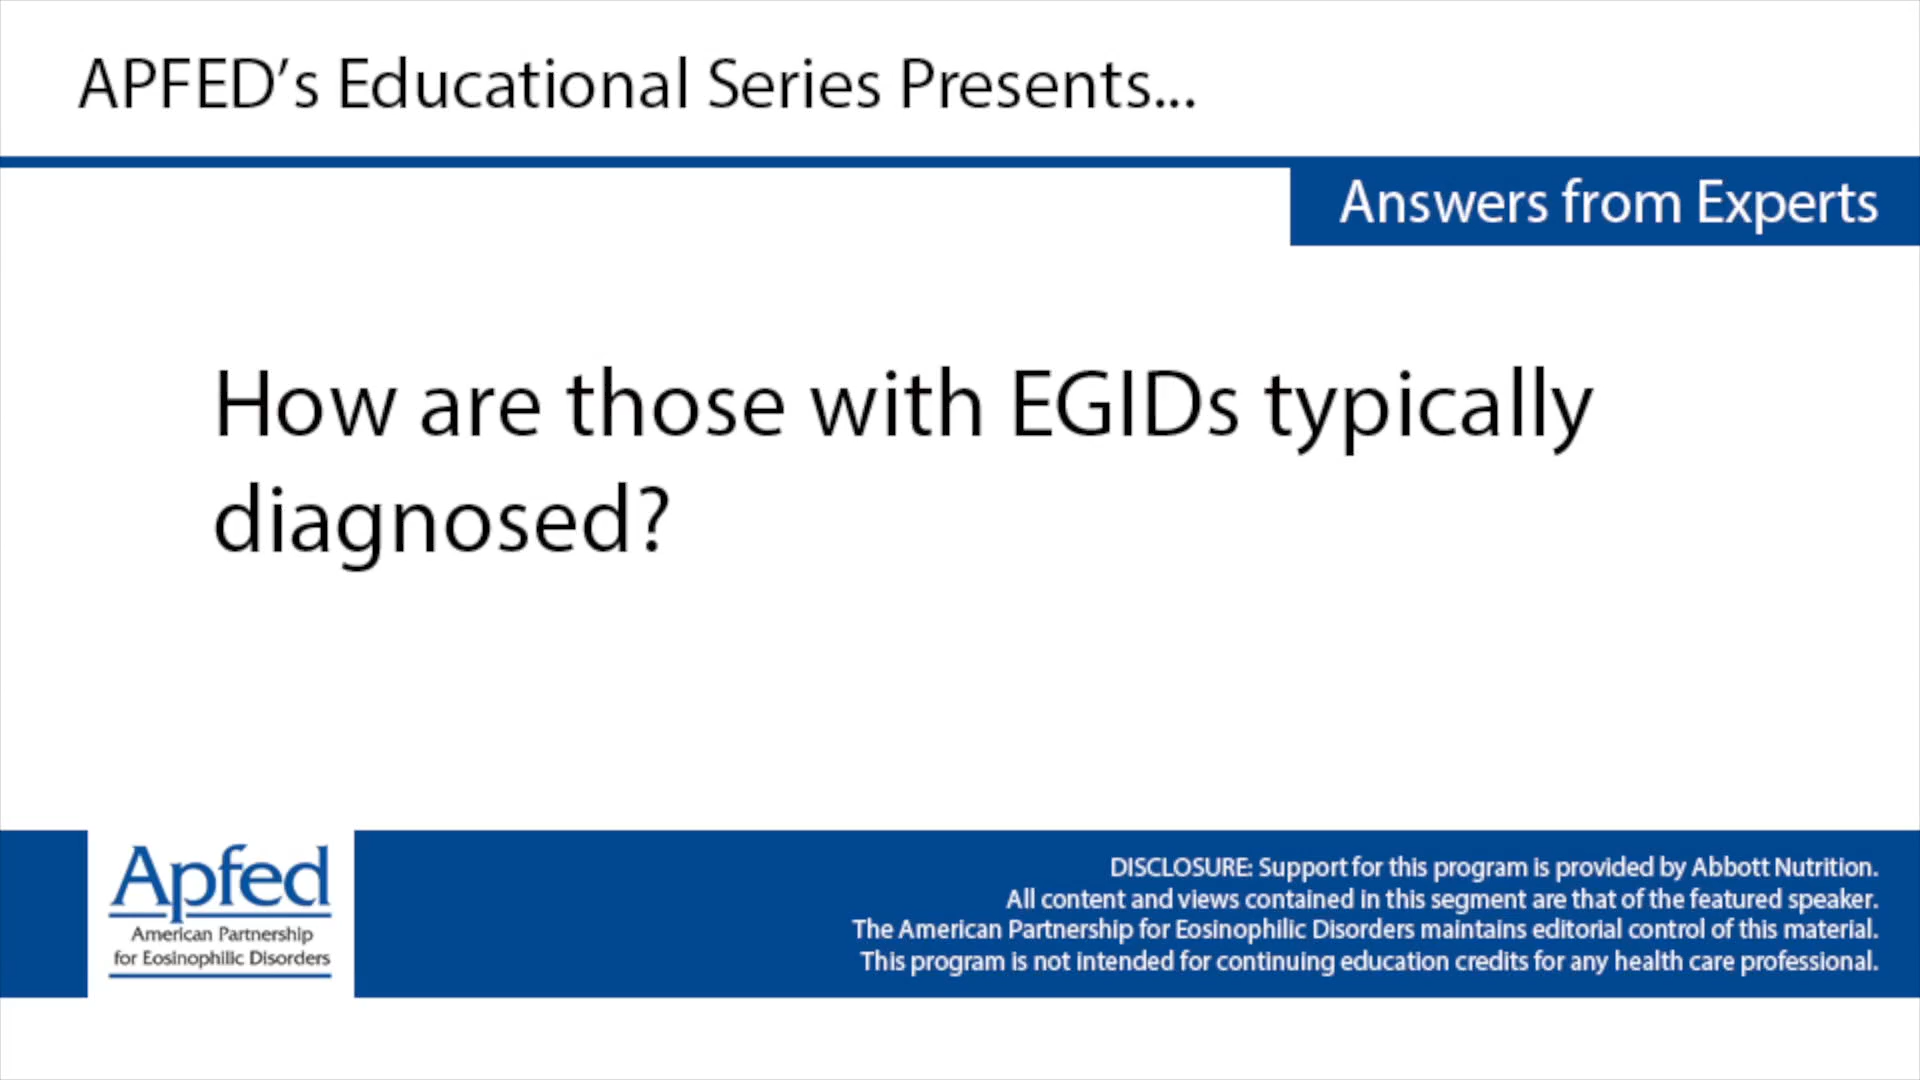 APFED’s Educational Series Presents...
Answers from Experts
How are those with EGIDs typically
diagnosed?
Apfed
American Partnership
for Eosinophilic Disorders
DISCLOSURE: Support for this program is provided by Abbott Nutrition.
All content and views contained in this segment are that of the featured speaker.
The American Partnership for Eosinophilic Disorders maintains editorial control of this material.
This program is not intended for continuing education credits for any health care professional.